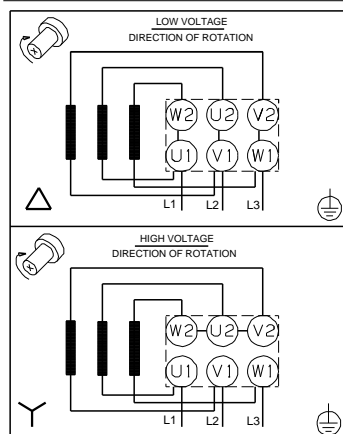 LOW VOLTAGE
DIRECTION OF ROTATION
W2 U2 V2
U1 V1 W1
L1 L2 L3
HIGH VOLTAGE
DIRECTION OF ROTATION
W2 U2 V2
U1 V1 W1
L1 L2 L3